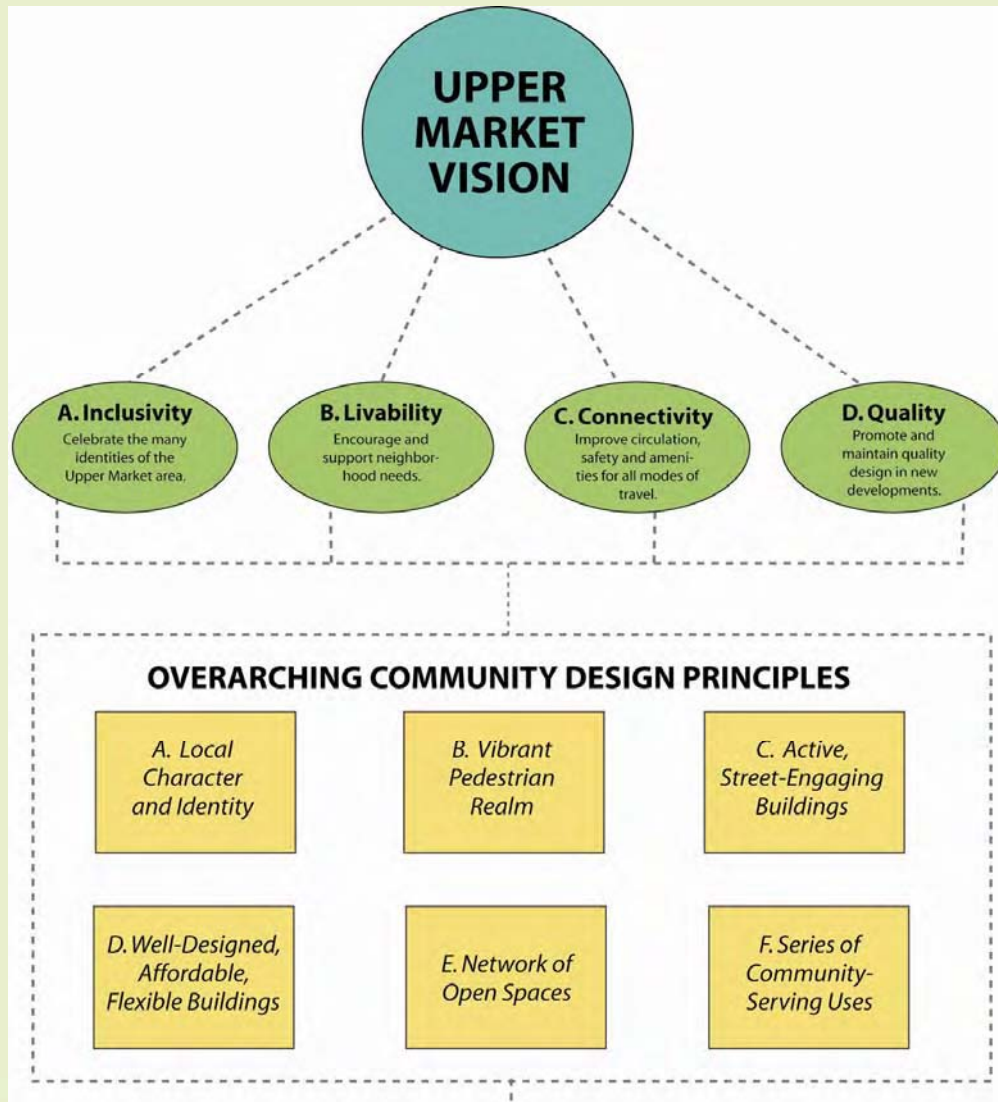 UPPER
MARKET
VISION
A. Inclusivity
Celebrate the many
identities of the
Upper Market area.
B. Livability
Encourage and
support neighbor-
hood needs.
C. Connectivity
Improve circulation,
safety and ameni-
ties for all modes of
travel.
D. Quality
Promote and
maintain quality
design in new
developments.
OVERARCHING COMMUNITY DESIGN PRINCIPLES
A. Local
Character
and Identity
B. Vibrant
Pedestrian
Realm
C. Active,
Street-Engaging
Buildings
D. Well-Designed,
Affordable,
Flexible Buildings
E. Network of
Open Spaces
F. Series of
Community-
Serving Uses